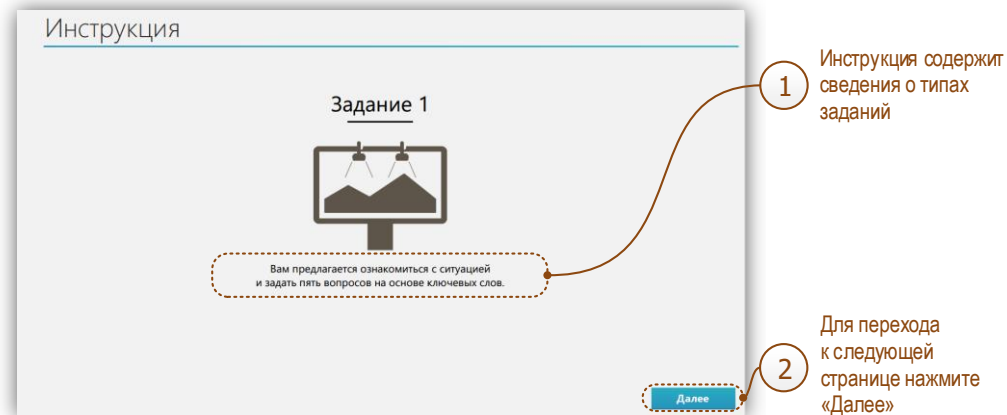 Инструкция
Задание 1
Вам предлагается ознакомиться с ситуацией
и задать пять вопросов на основе ключевых слов.
Далее
1
Инструкция содержит
сведения о типах
заданий
2
Для перехода
к следующей
странице нажмите
«Далее»